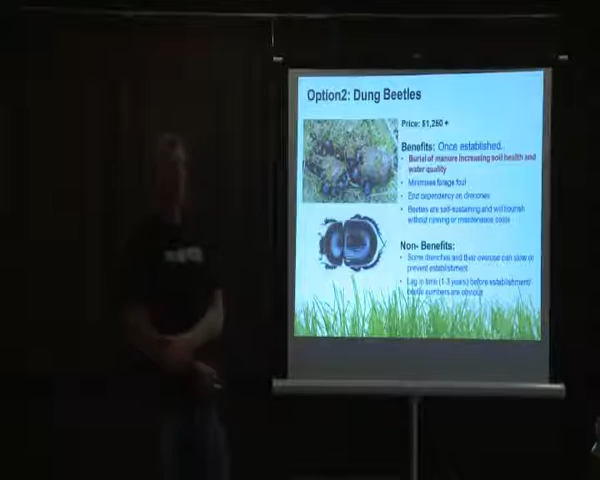 Option2: Dung Beetles
Price: $1,250 +
Benefits: Once established..
Burial of manure increasing soil health and
water quality
Minimises forage foul
End dependency on drenches
Beetles are self-sustaining and will flourish
without running or maintenance costs
Non- Benefits:
Some drenches and their overuse can slow or
prevent establishment
Lag in time (1-3 years) before establishment/
beetle numbers are obvious